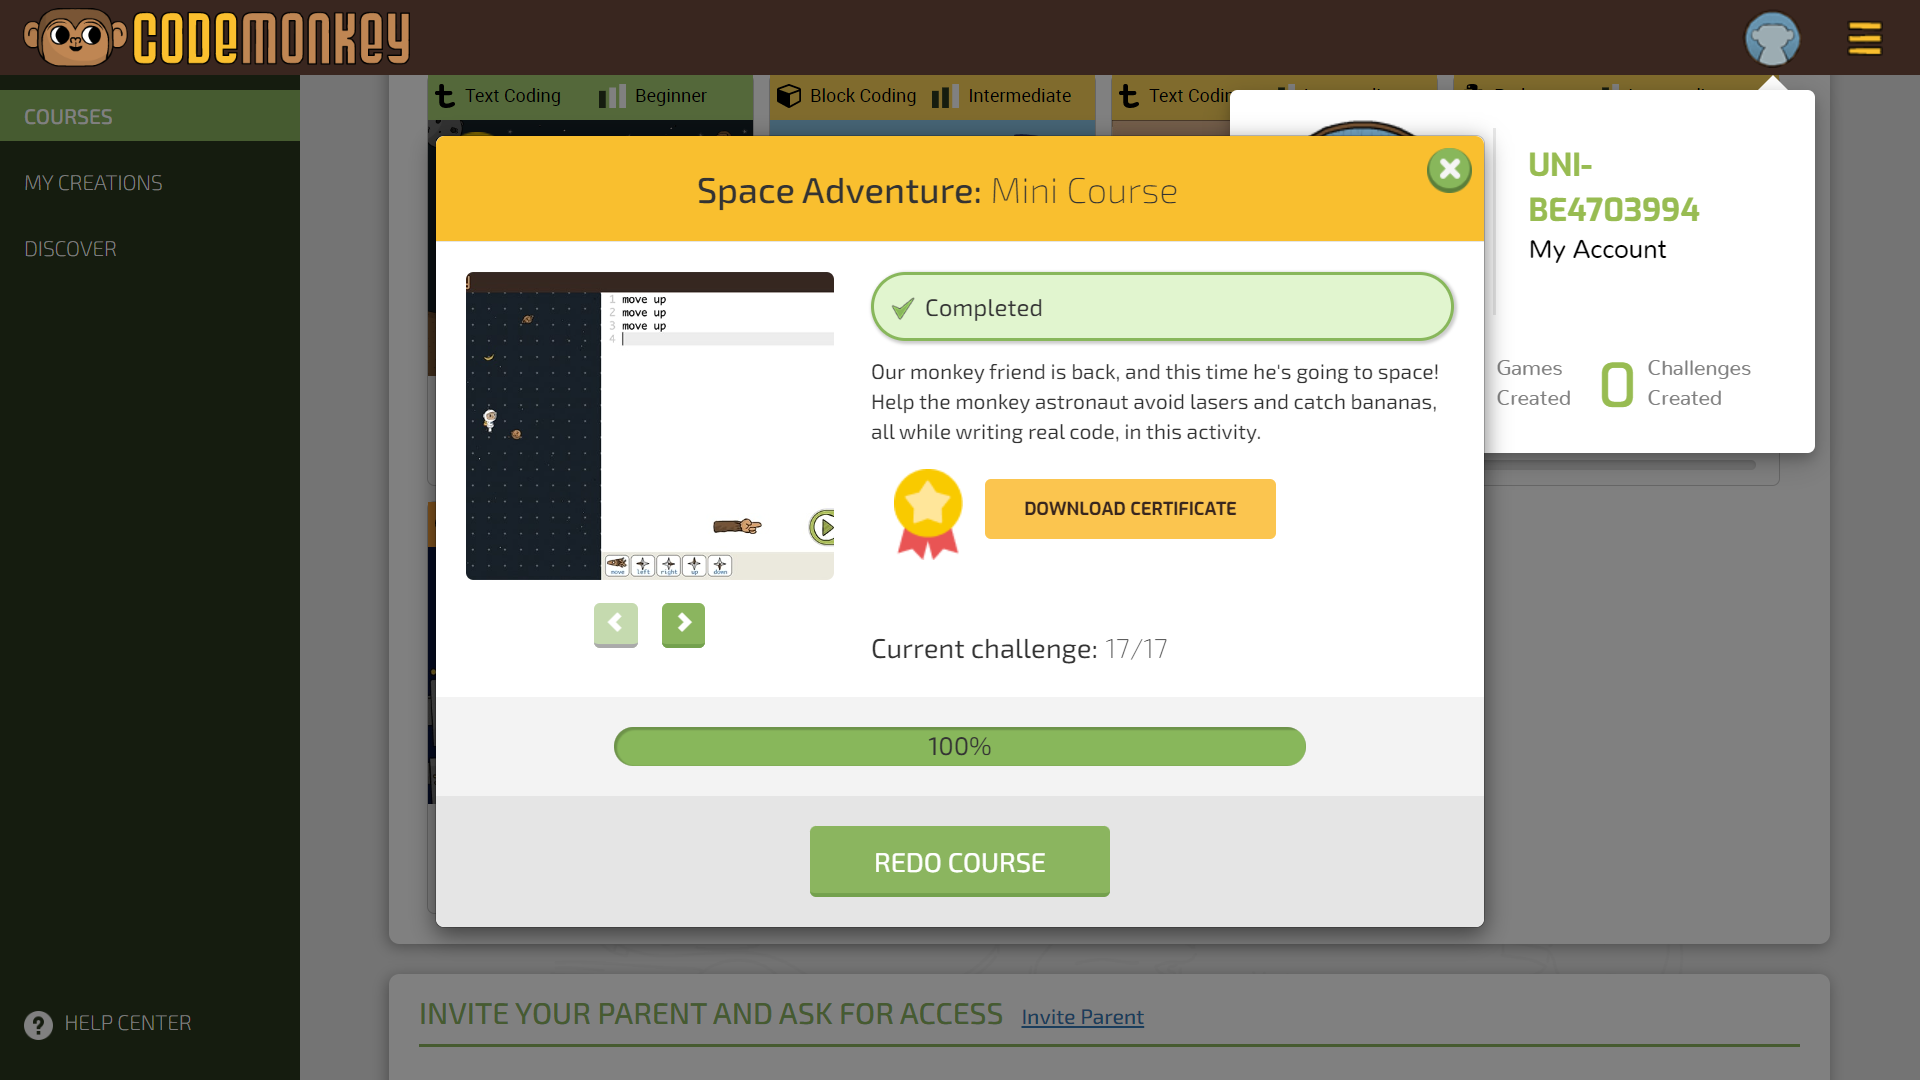 CODEMONKEY
COURSES
MY CREATIONS
DISCOVER
HELP CENTER
Text Coding Beginner
Block Coding Intermediate
Text Codin
UNI-
BE4703994
My Account
Games
Created
0 Challenges
Created
Space Adventure: Mini Course
1 move up
2 move up
3 move up
4
move left right up down
Completed
Our monkey friend is back, and this time he's going to space!
Help the monkey astronaut avoid lasers and catch bananas,
all while writing real code, in this activity.
DOWNLOAD CERTIFICATE
Current challenge: 17/17
100%
REDO COURSE
INVITE YOUR PARENT AND ASK FOR ACCESS Invite Parent